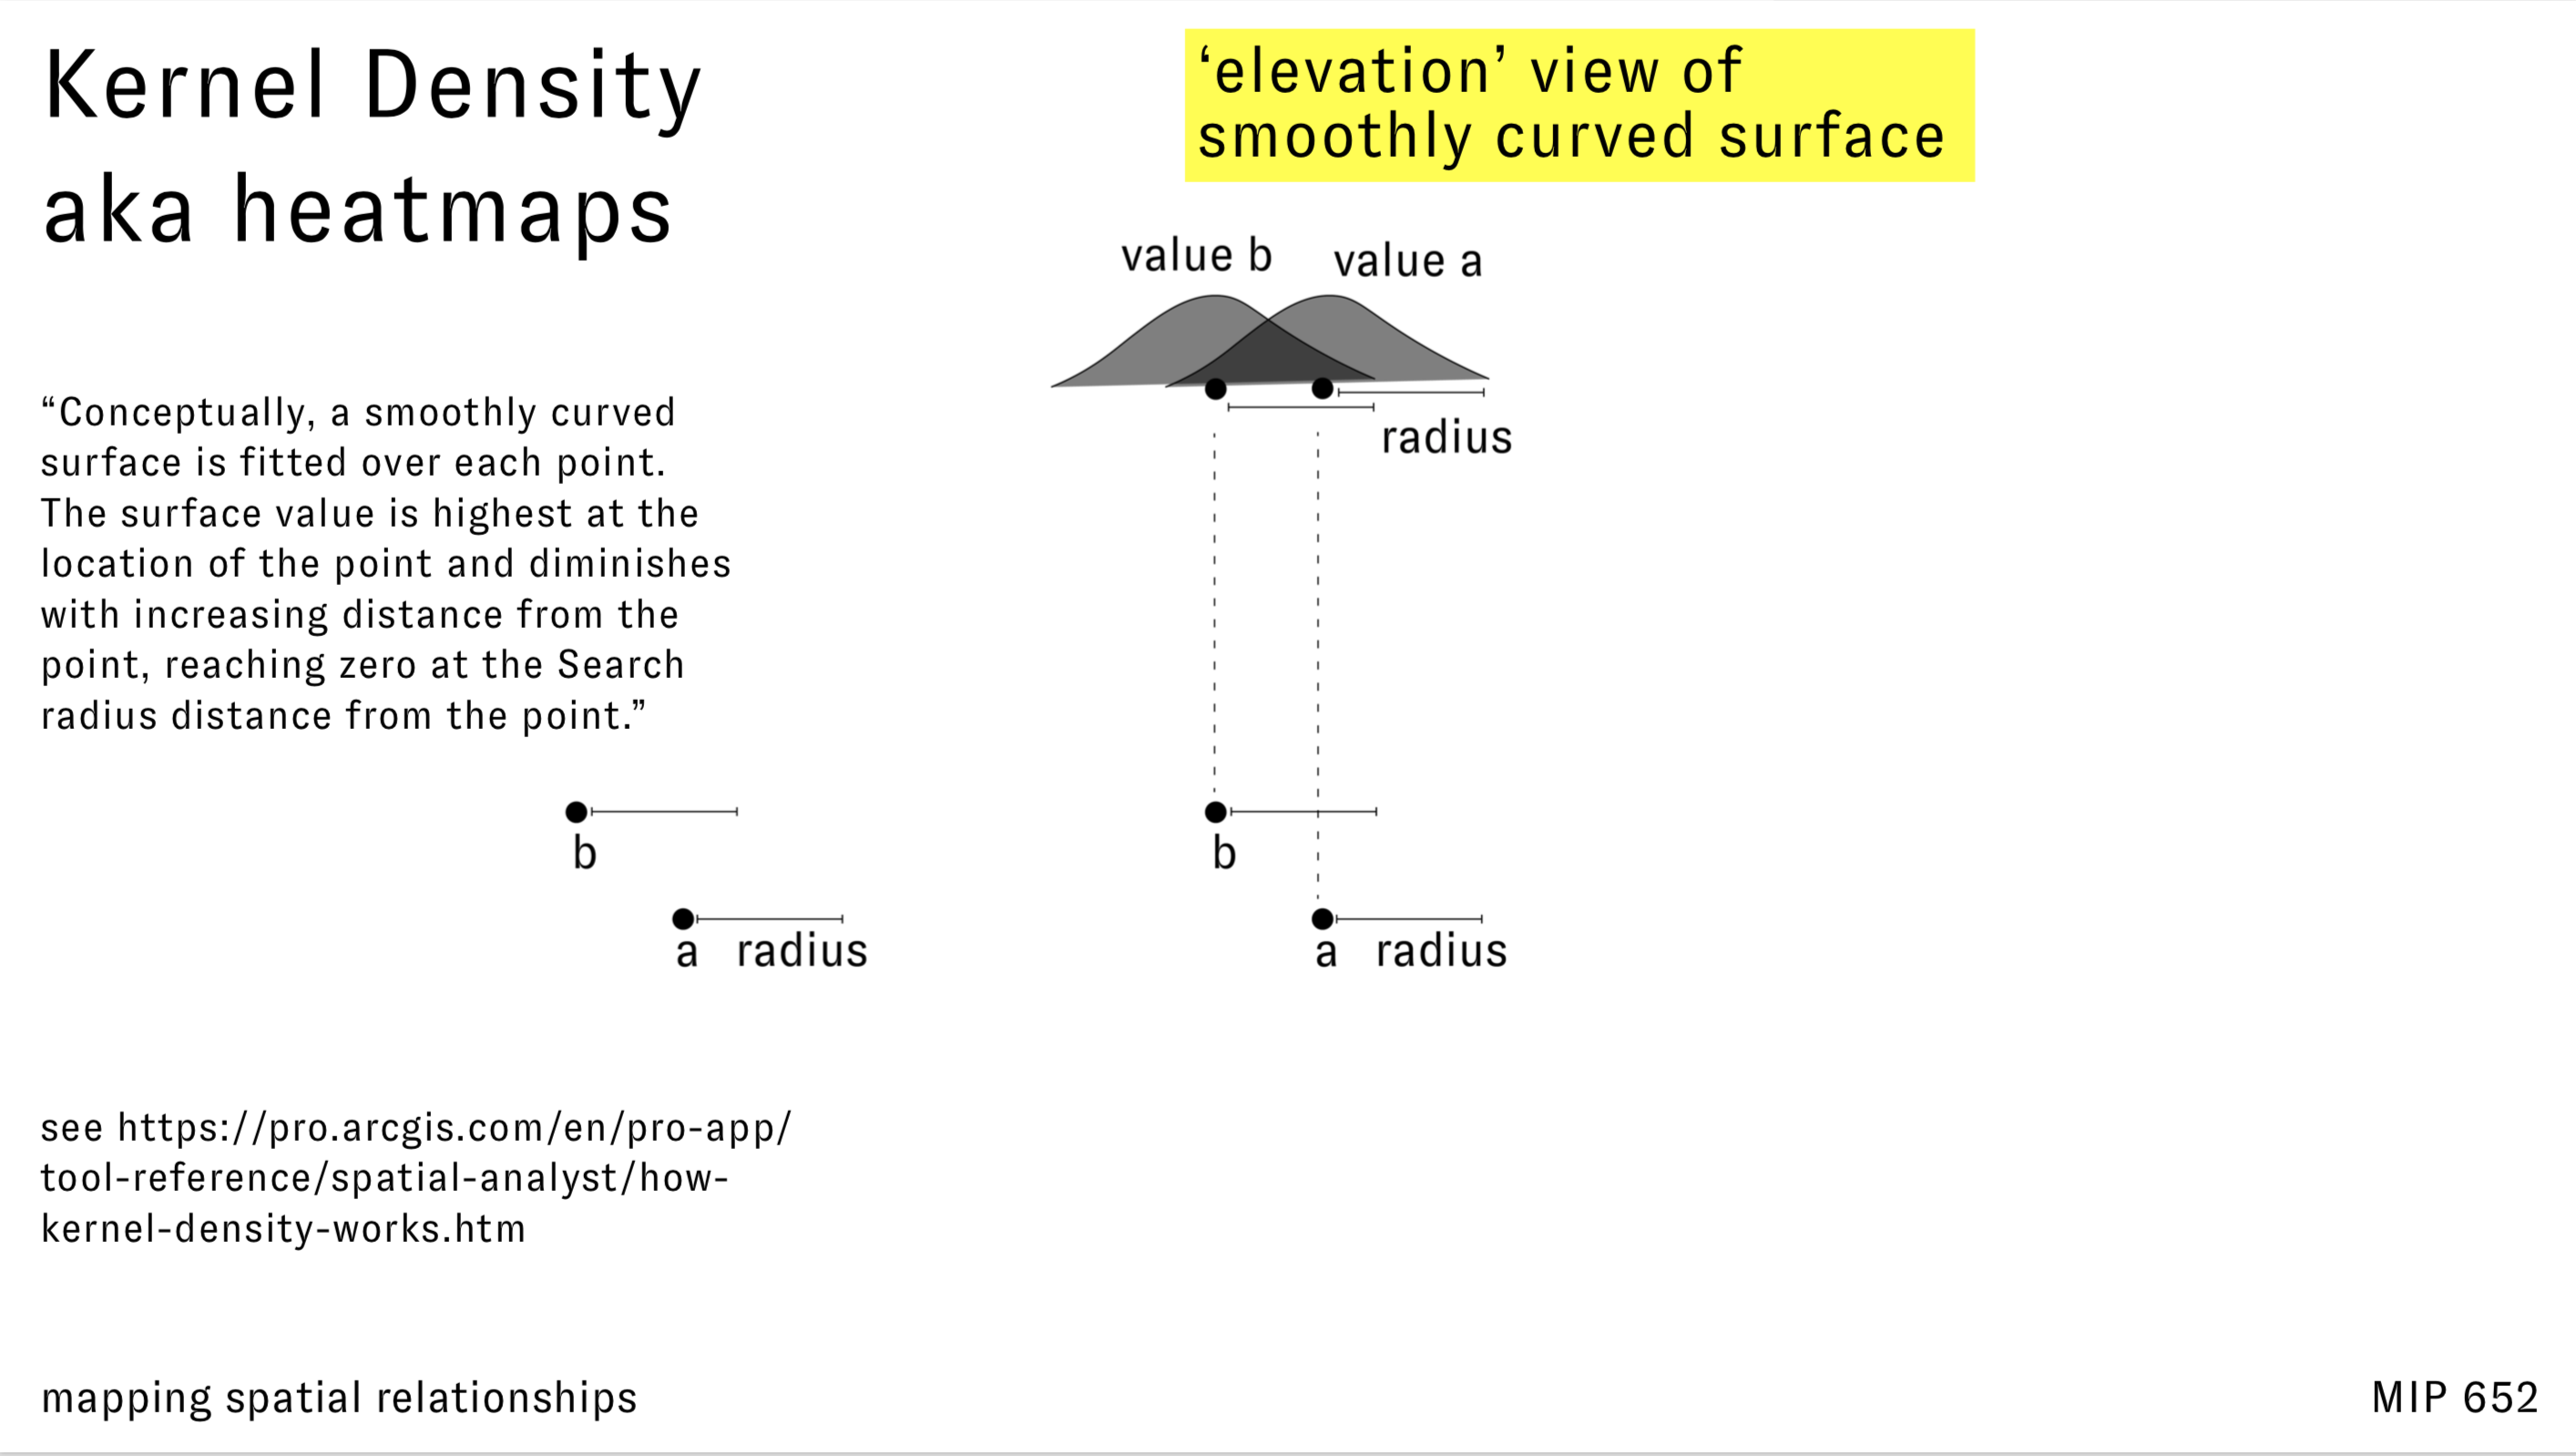 Kernel Density
aka heatmaps
“Conceptually, a smoothly curved
surface is fitted over each point.
The surface value is highest at the
location of the point and diminishes
with increasing distance from the
point, reaching zero at the Search
radius distance from the point.”
b
a radius
see https://pro.arcgis.com/en/pro-app/
tool-reference/spatial-analyst/how-
kernel-density-works.htm
‘elevation’ view of
smoothly curved surface
value b value a
radius
b
a radius
mapping spatial relationships
MIP 652